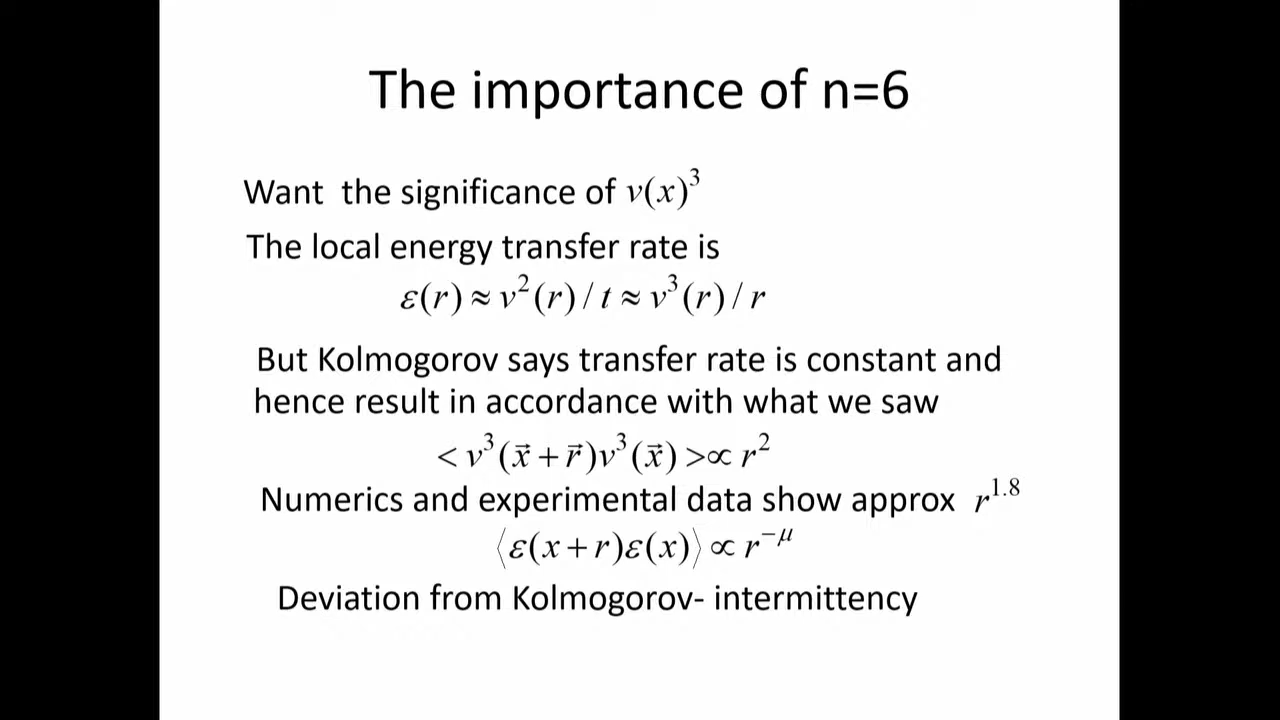 The importance of n=6
Want the significance of v(x)³
The local energy transfer rate is
ε(r) ≈ v²(r) / t ≈ v³(r) / r
But Kolmogorov says transfer rate is constant and
hence result in accordance with what we saw
< v³(x⃗ + r⃗)v³(x⃗) >∝ r²
Numerics and experimental data show approx r^1.8
⟨ε(x+r)ε(x)⟩ ∝ r^−μ
Deviation from Kolmogorov- intermittency